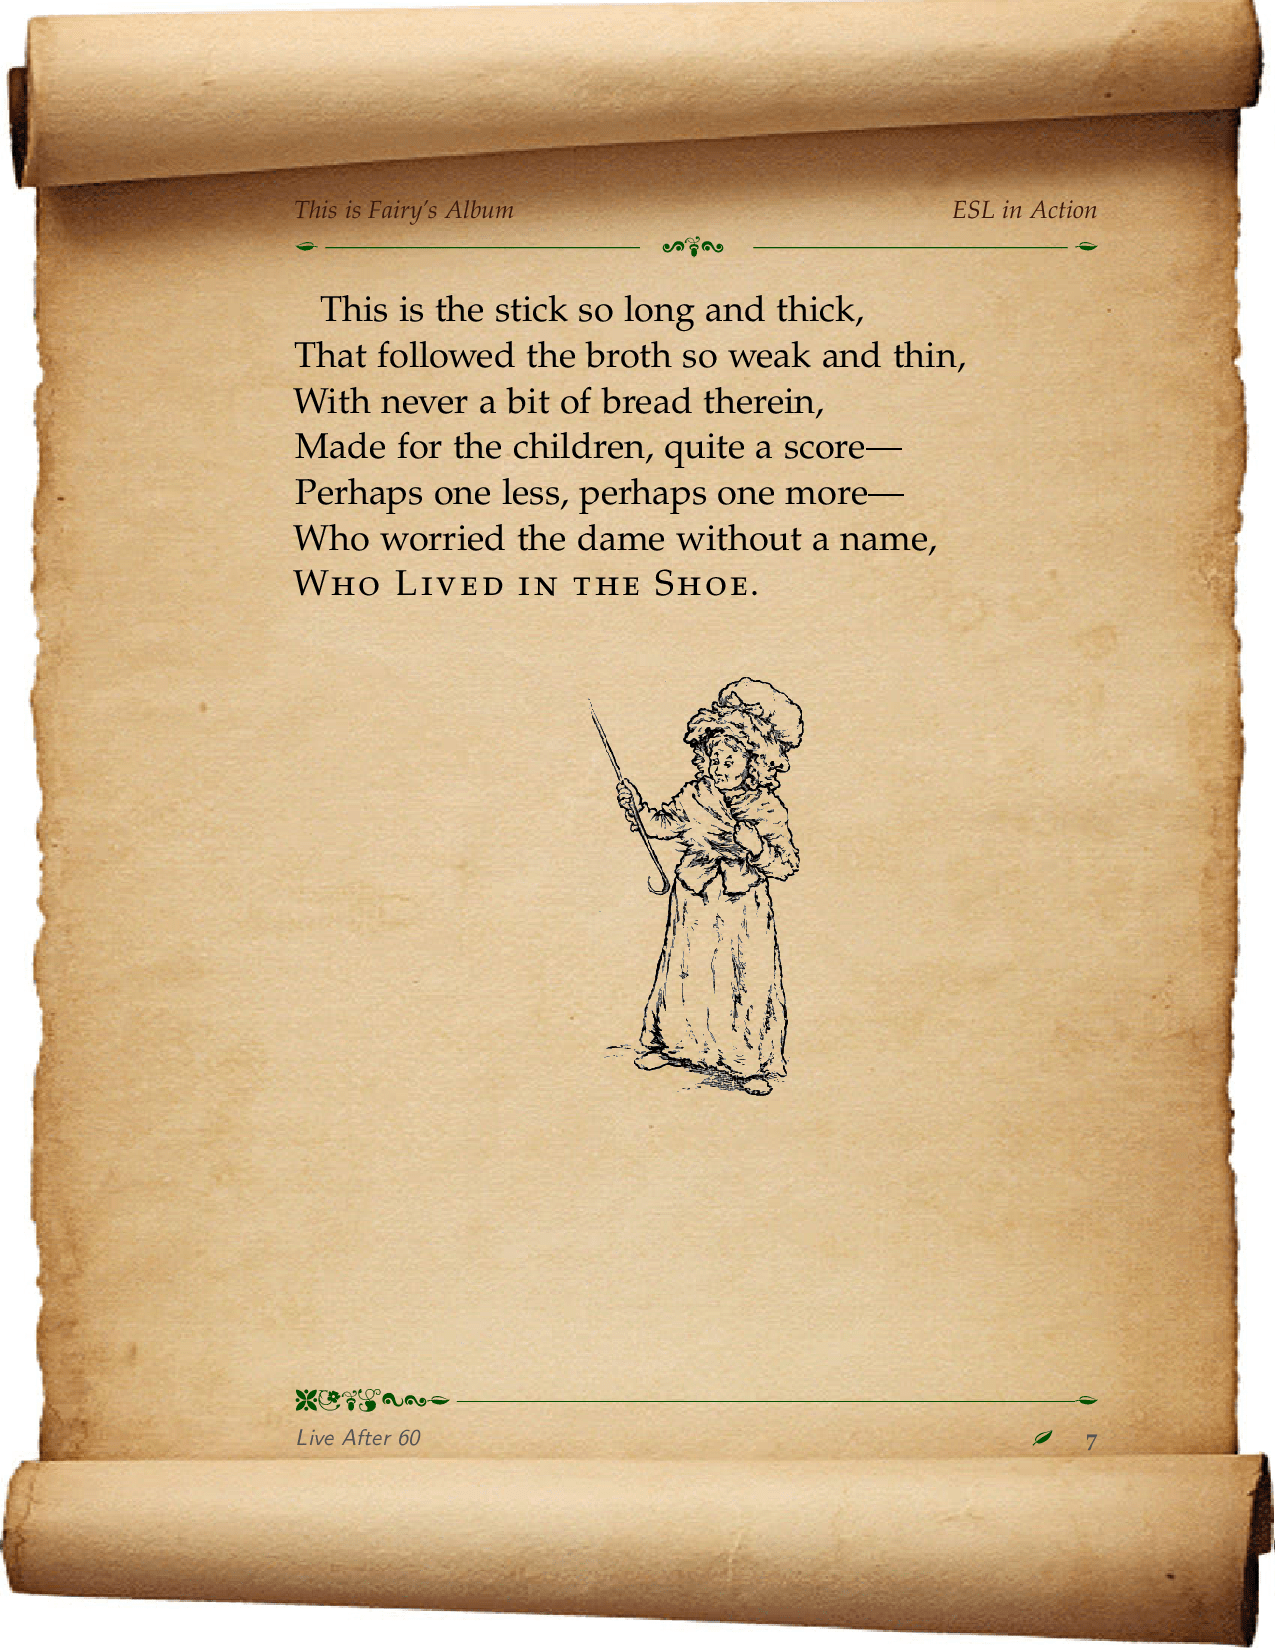 This is Fairy's Album
ESL in Action
This is the stick so long and thick,
That followed the broth so weak and thin,
With never a bit of bread therein,
Made for the children, quite a score—
Perhaps one less, perhaps one more—
Who worried the dame without a name,
Who Lived in the Shoe.
Live After 60
7